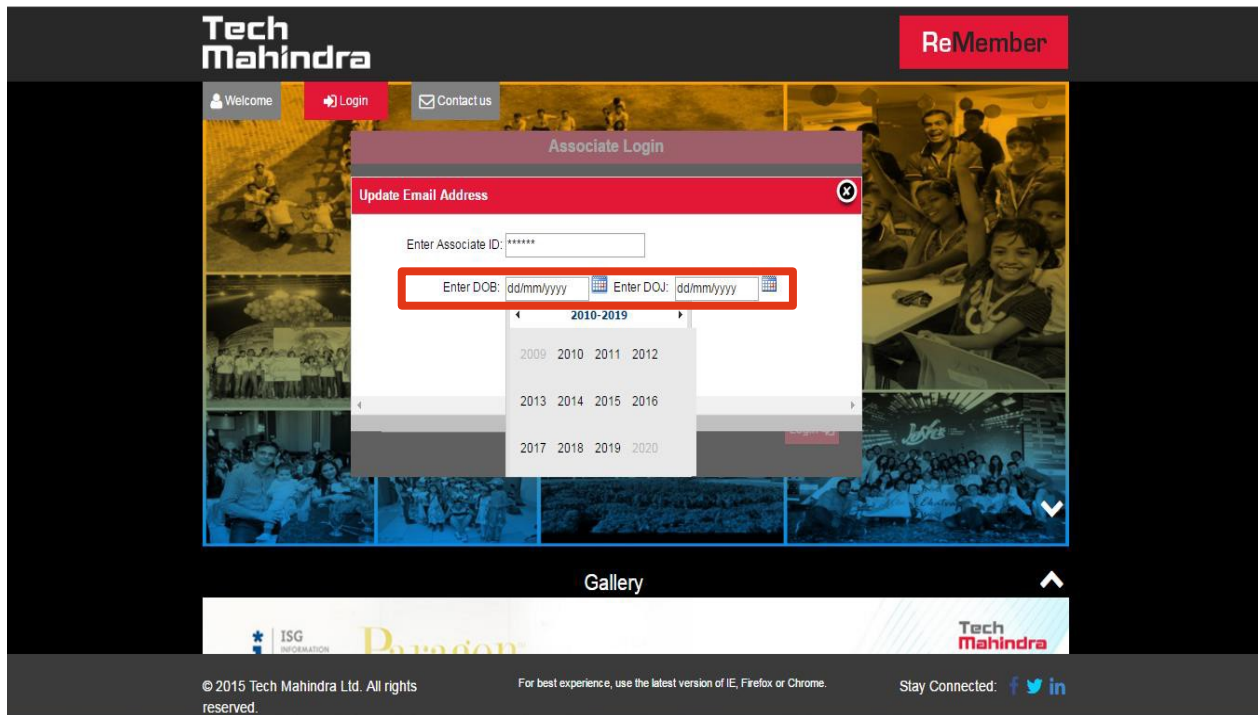 Tech
Mahindra
ReMember
Welcome
Login
Contact us
Associate Login
Update Email Address
Enter Associate ID: ******
Enter DOB: dd/mm/yyyy Enter DOJ: dd/mm/yyyy
2010-2019
2009 2010 2011 2012
2013 2014 2015 2016
2017 2018 2019 2020
Login
Gallery
ISG
INFORMATION
Paragon
Tech
Mahindra
© 2015 Tech Mahindra Ltd. All rights
reserved.
For best experience, use the latest version of IE, Firefox or Chrome.
Stay Connected: